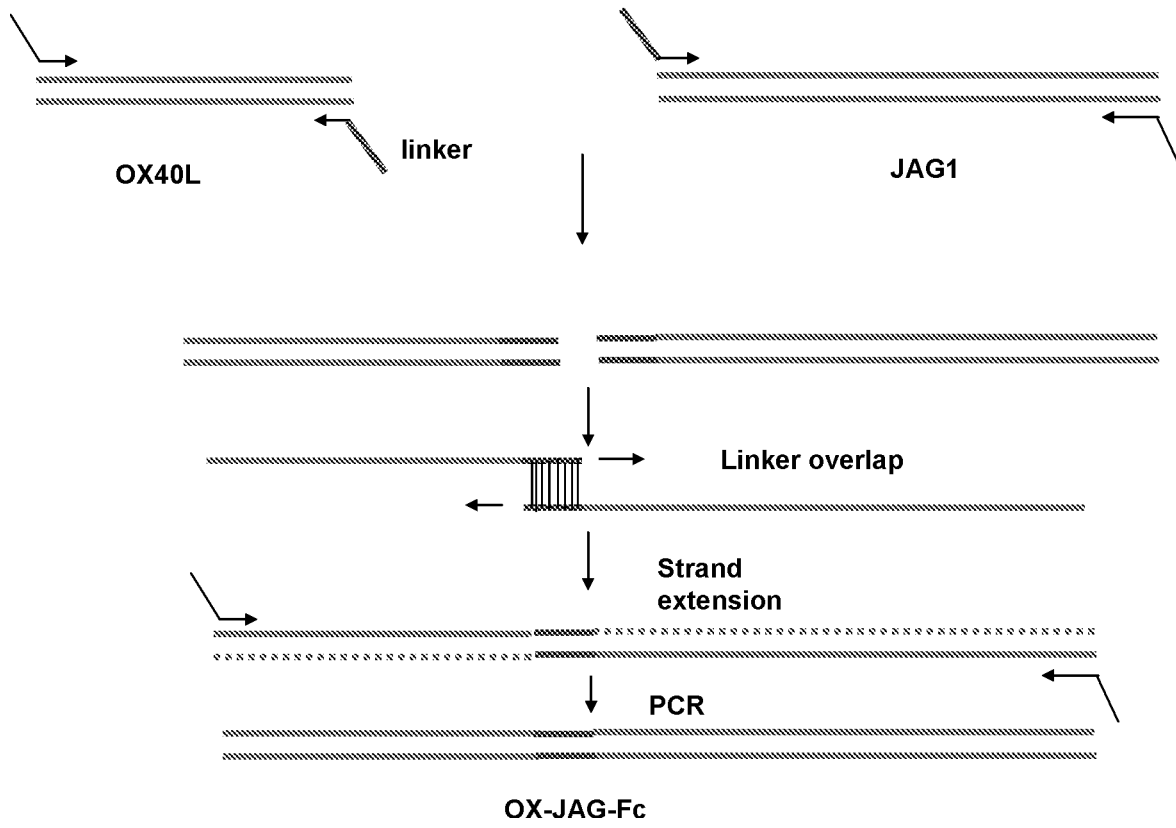 linker
OX40L
JAG1
Linker overlap
Strand
extension
PCR
OX-JAG-Fc